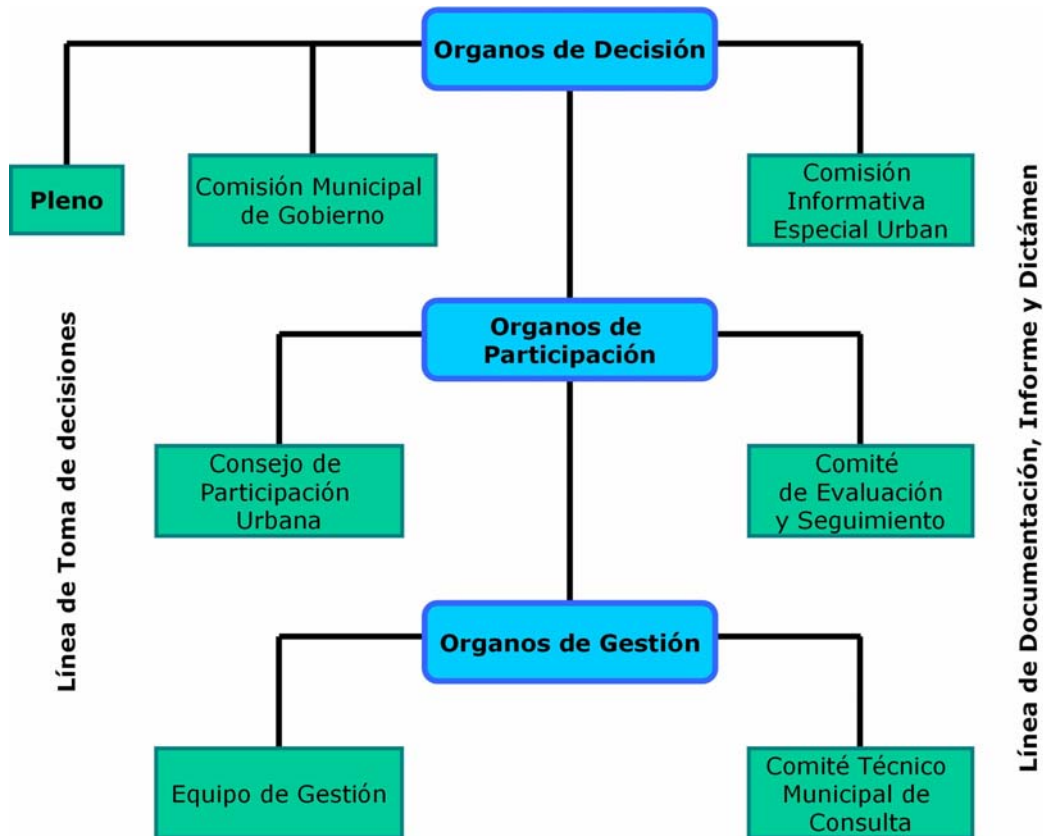 Organos de Decisión
Pleno
Comisión Municipal
de Gobierno
Comisión
Informativa
Especial Urban
Organos de
Participación
Consejo de
Participación
Urbana
Comité
de Evaluación
y Seguimiento
Organos de Gestión
Equipo de Gestión
Comité Técnico
Municipal de
Consulta
Línea de Toma de decisiones
Línea de Documentación, Informe y Dictámen